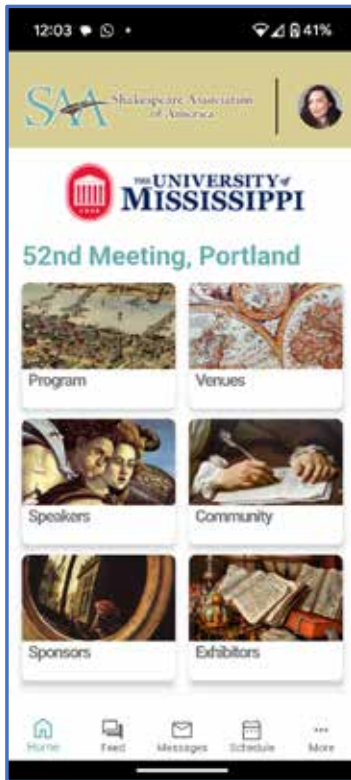 12:03 41%
SAA Shakespeare Association
of America
THE UNIVERSITY of
MISSISSIPPI
52nd Meeting, Portland
Program Venues
Speakers Community
Sponsors Exhibitors
Home Feed Messages Schedule More